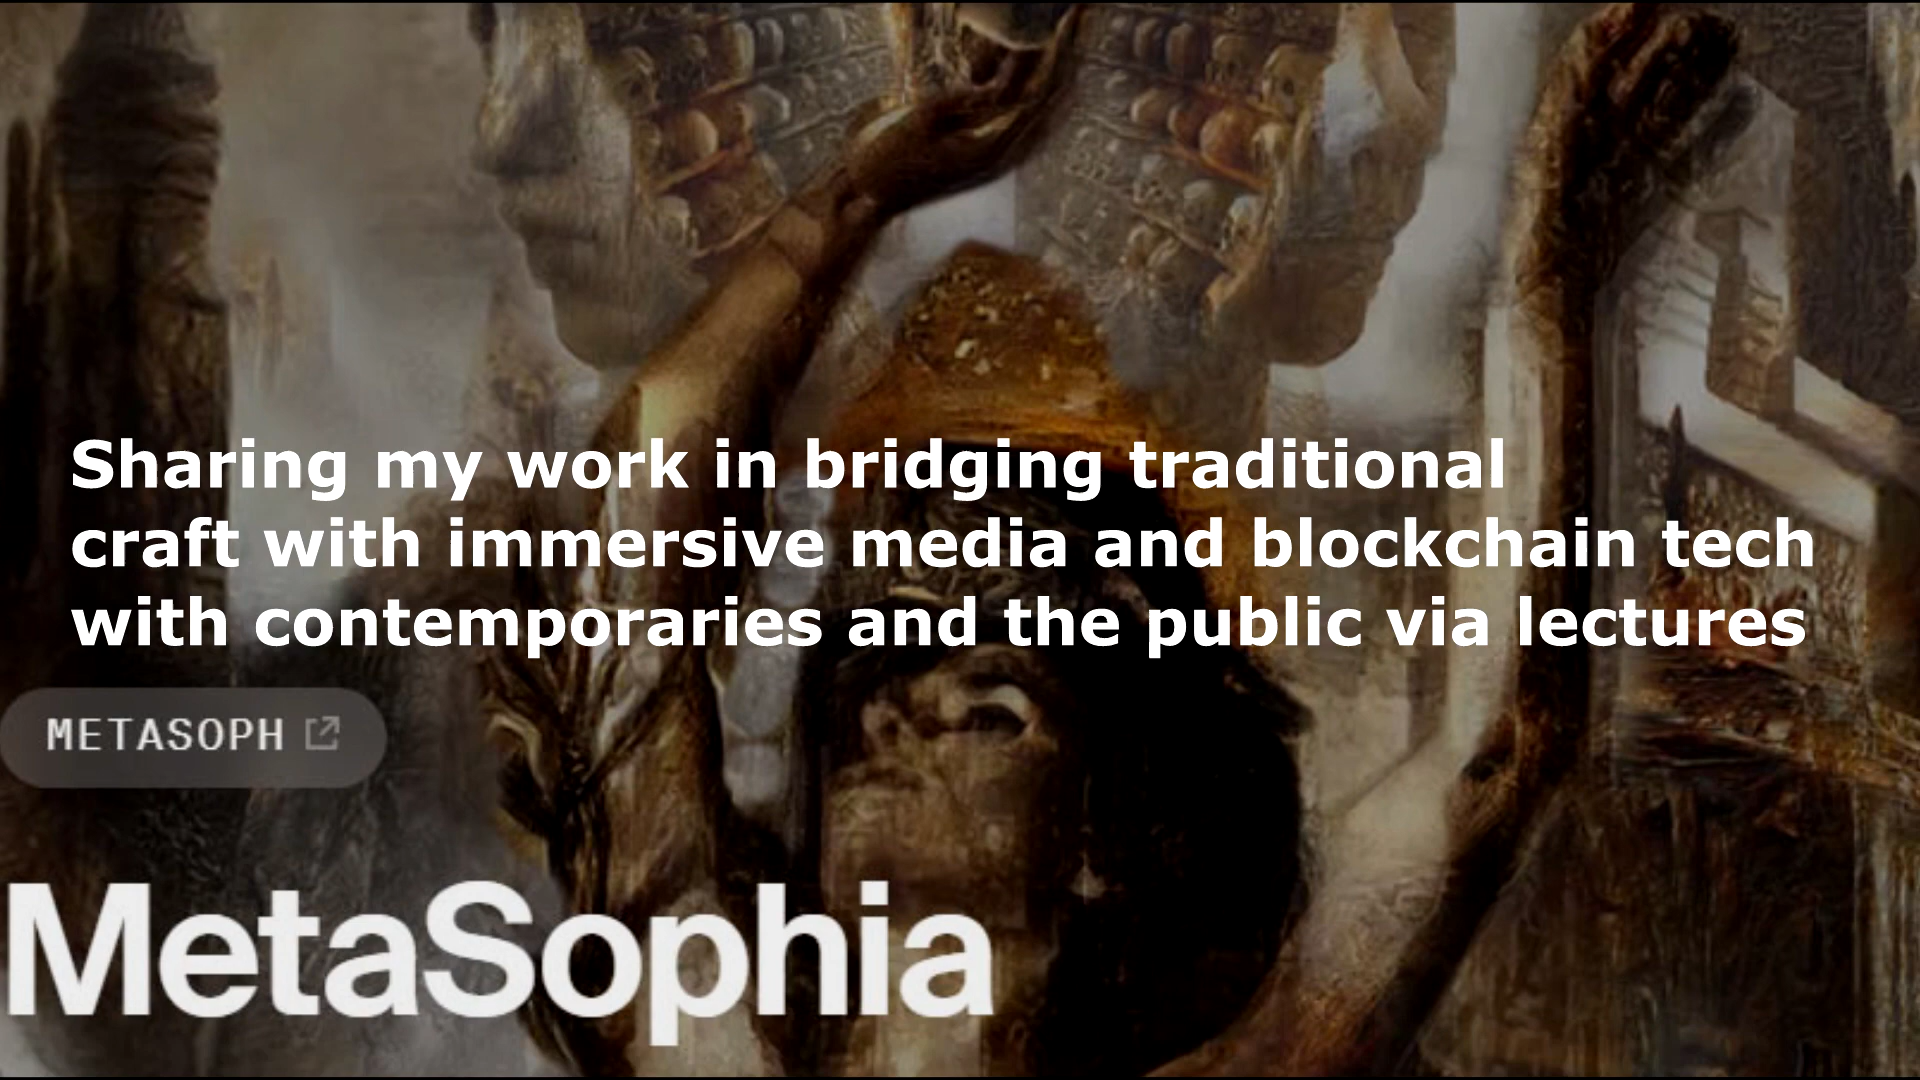 Sharing my work in bridging traditional
craft with immersive media and blockchain tech
with contemporaries and the public via lectures
METASOPH
MetaSophia